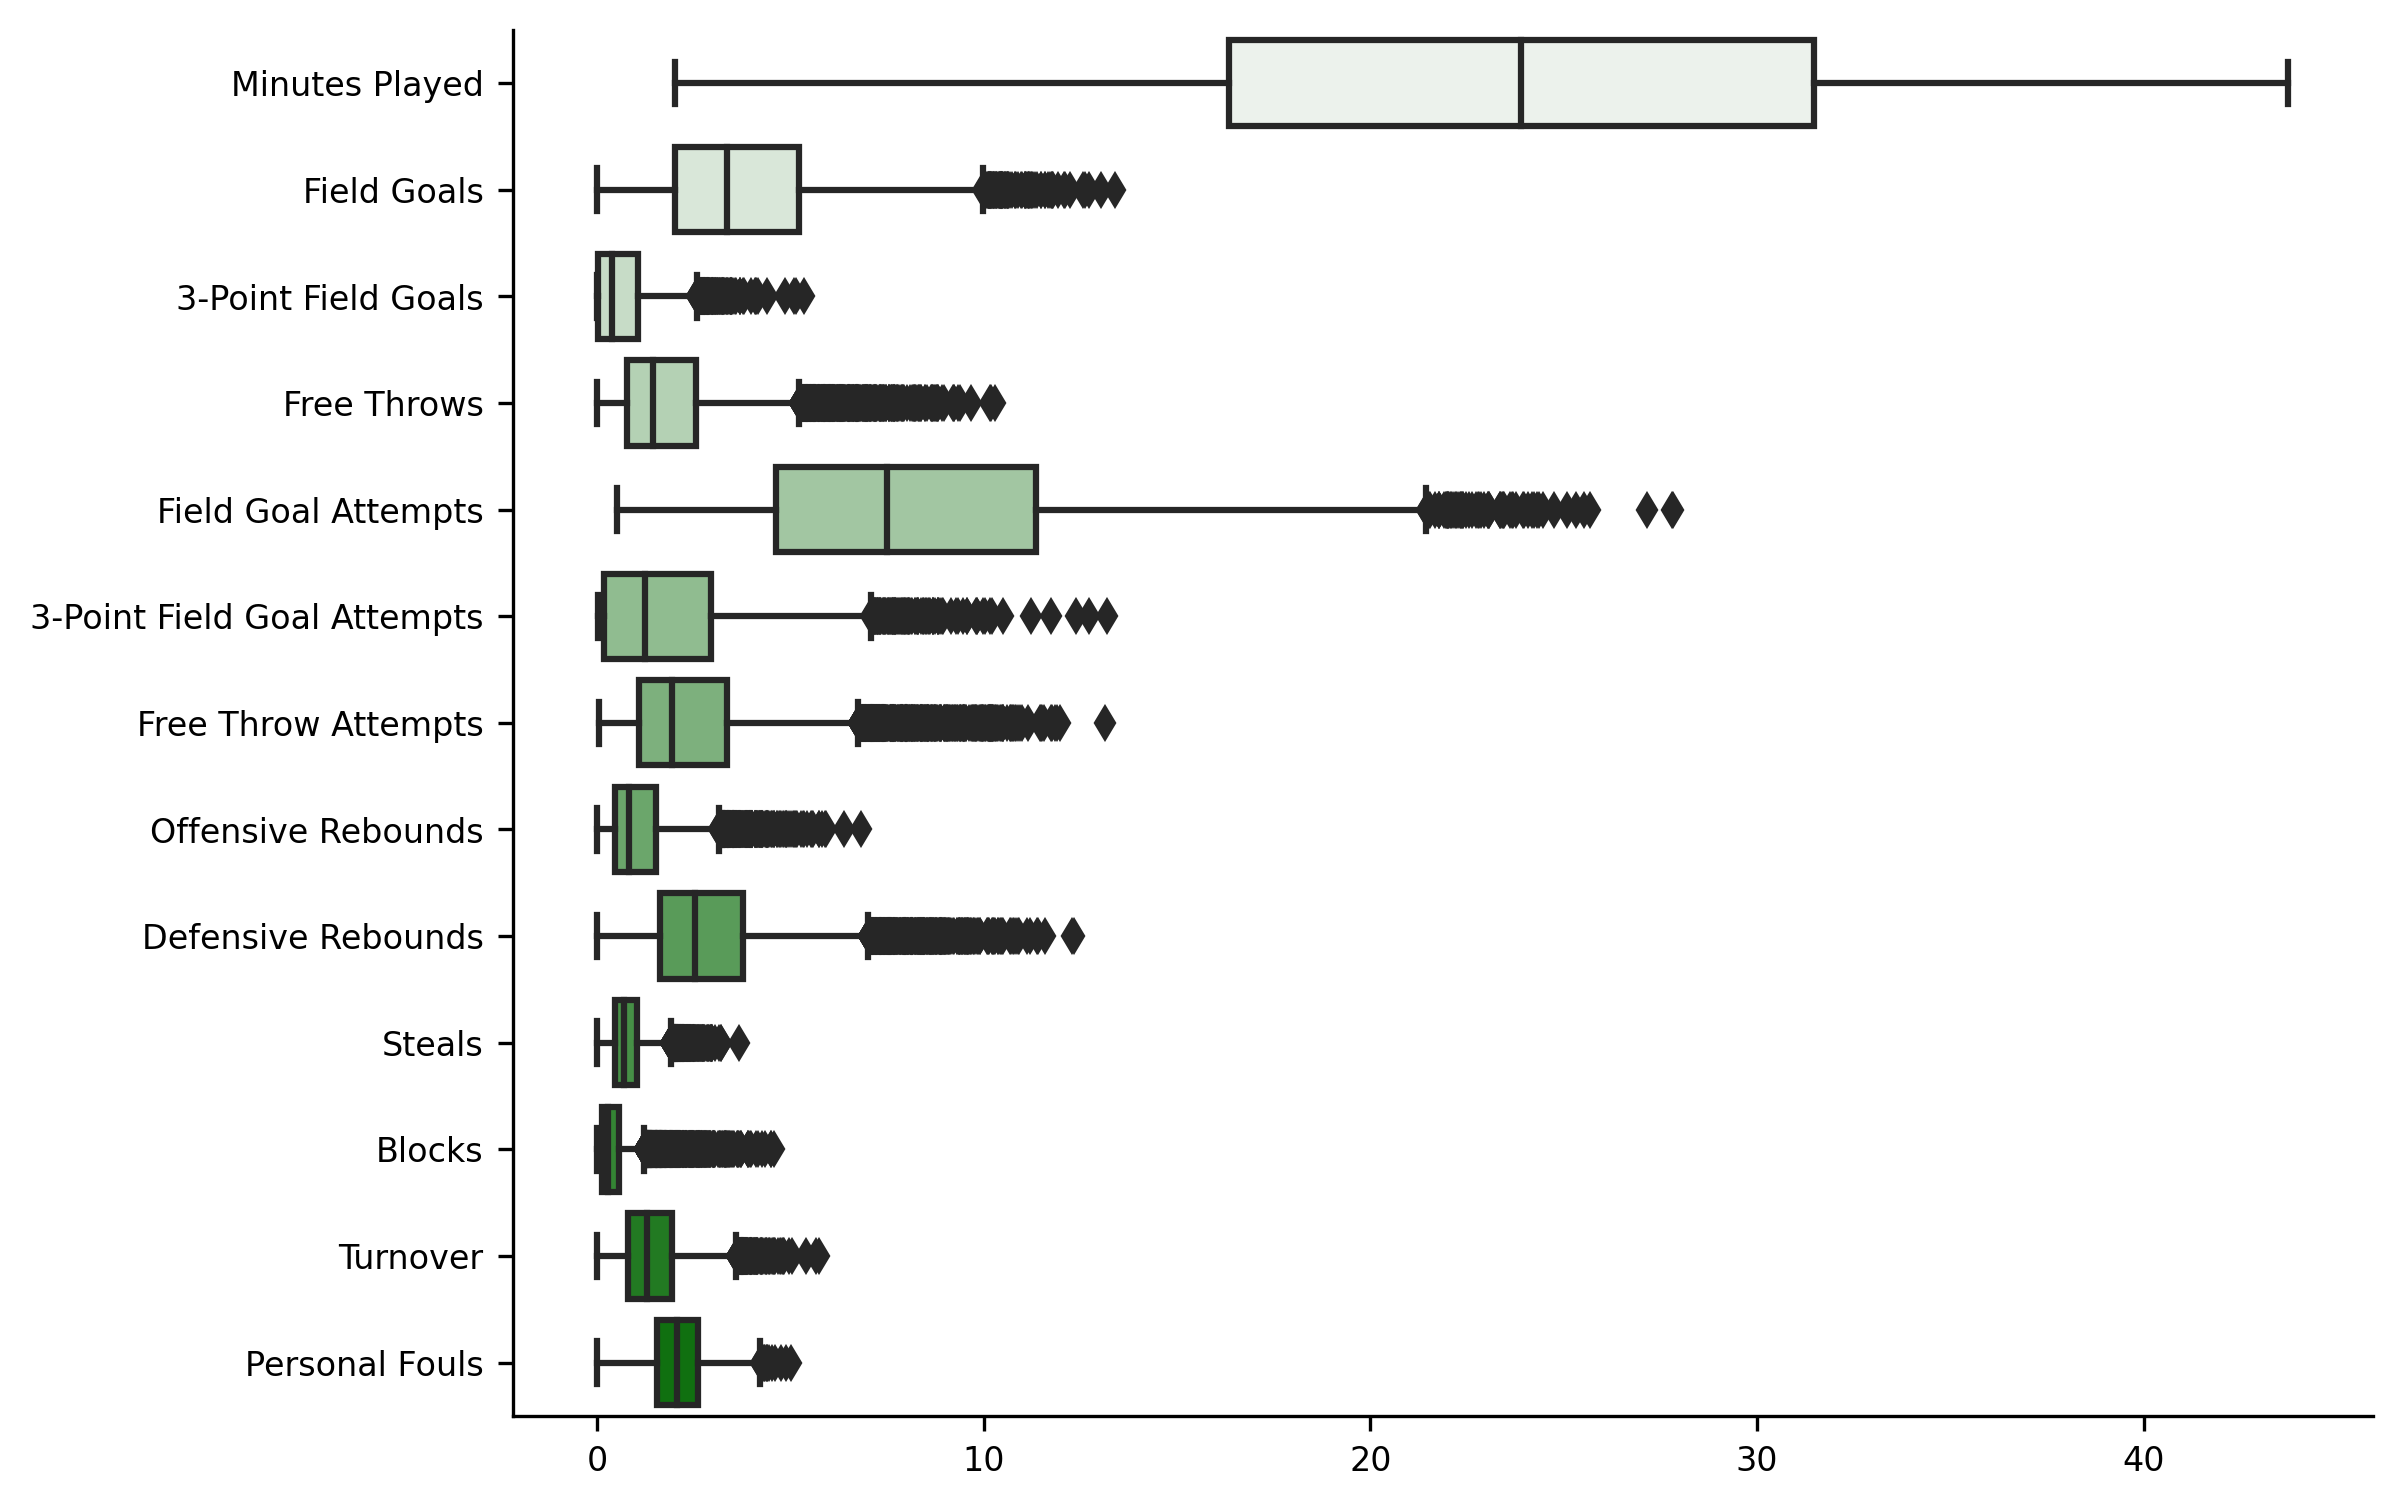 Minutes Played
Field Goals
3-Point Field Goals
Free Throws
Field Goal Attempts
3-Point Field Goal Attempts
Free Throw Attempts
Offensive Rebounds
Defensive Rebounds
Steals
Blocks
Turnover
Personal Fouls
0 10 20 30 40